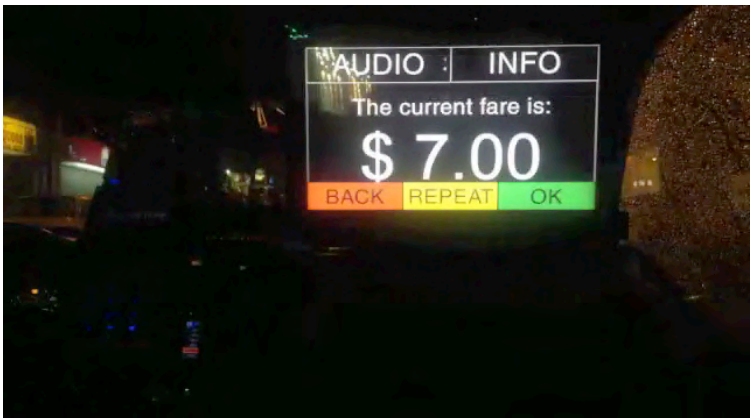 AUDIO INFO
The current fare is:
$ 7.00
BACK REPEAT OK